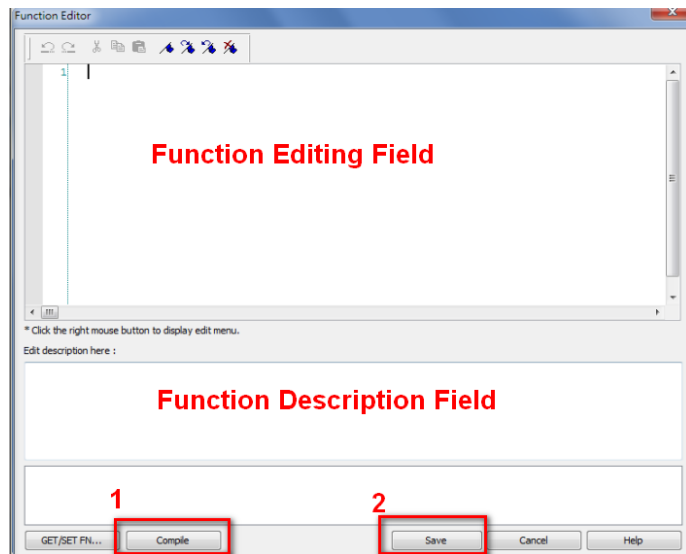 Function Editor
1
Function Editing Field
* Click the right mouse button to display edit menu.
Edit description here :
Function Description Field
1 2
GET/SET FN... Compile Save Cancel Help